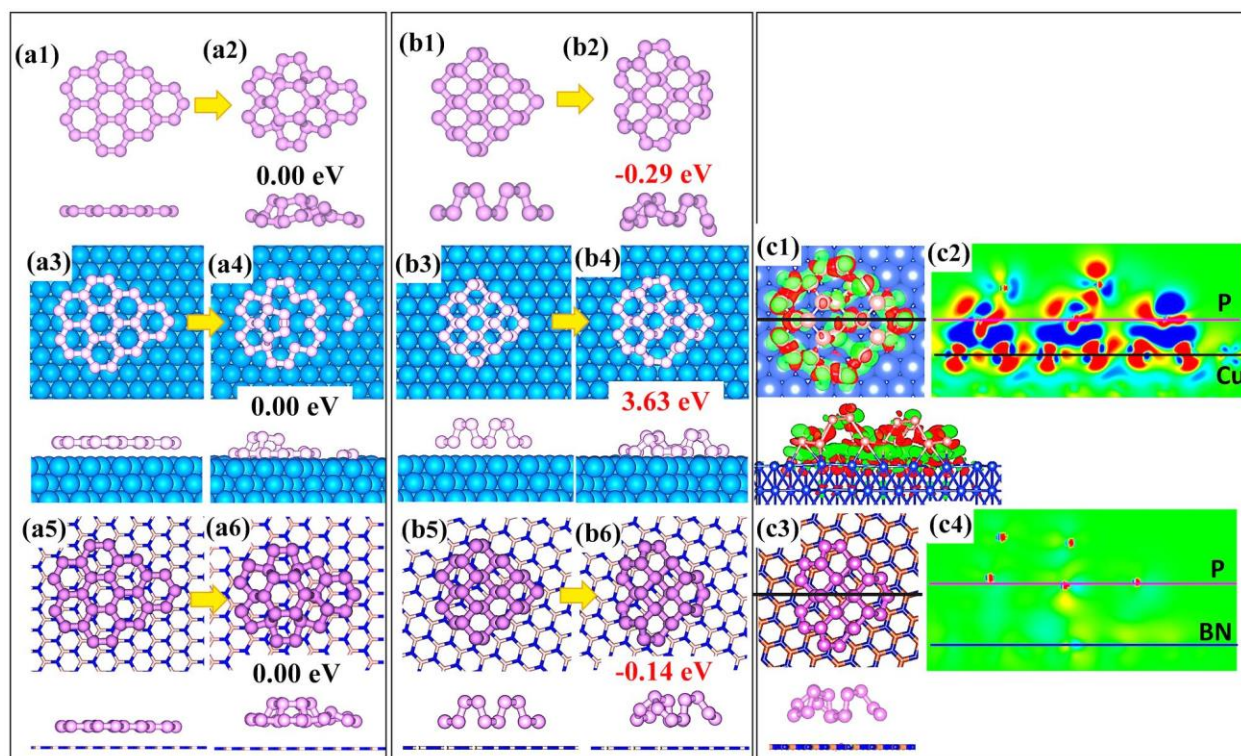 (a1)
(a2)
0.00 eV
(b1)
(b2)
-0.29 eV
(a3)
(a4)
0.00 eV
(b3)
(b4)
3.63 eV
(c1)
(c2)
P
Cu
(a5)
(a6)
0.00 eV
(b5)
(b6)
-0.14 eV
(c3)
(c4)
P
BN